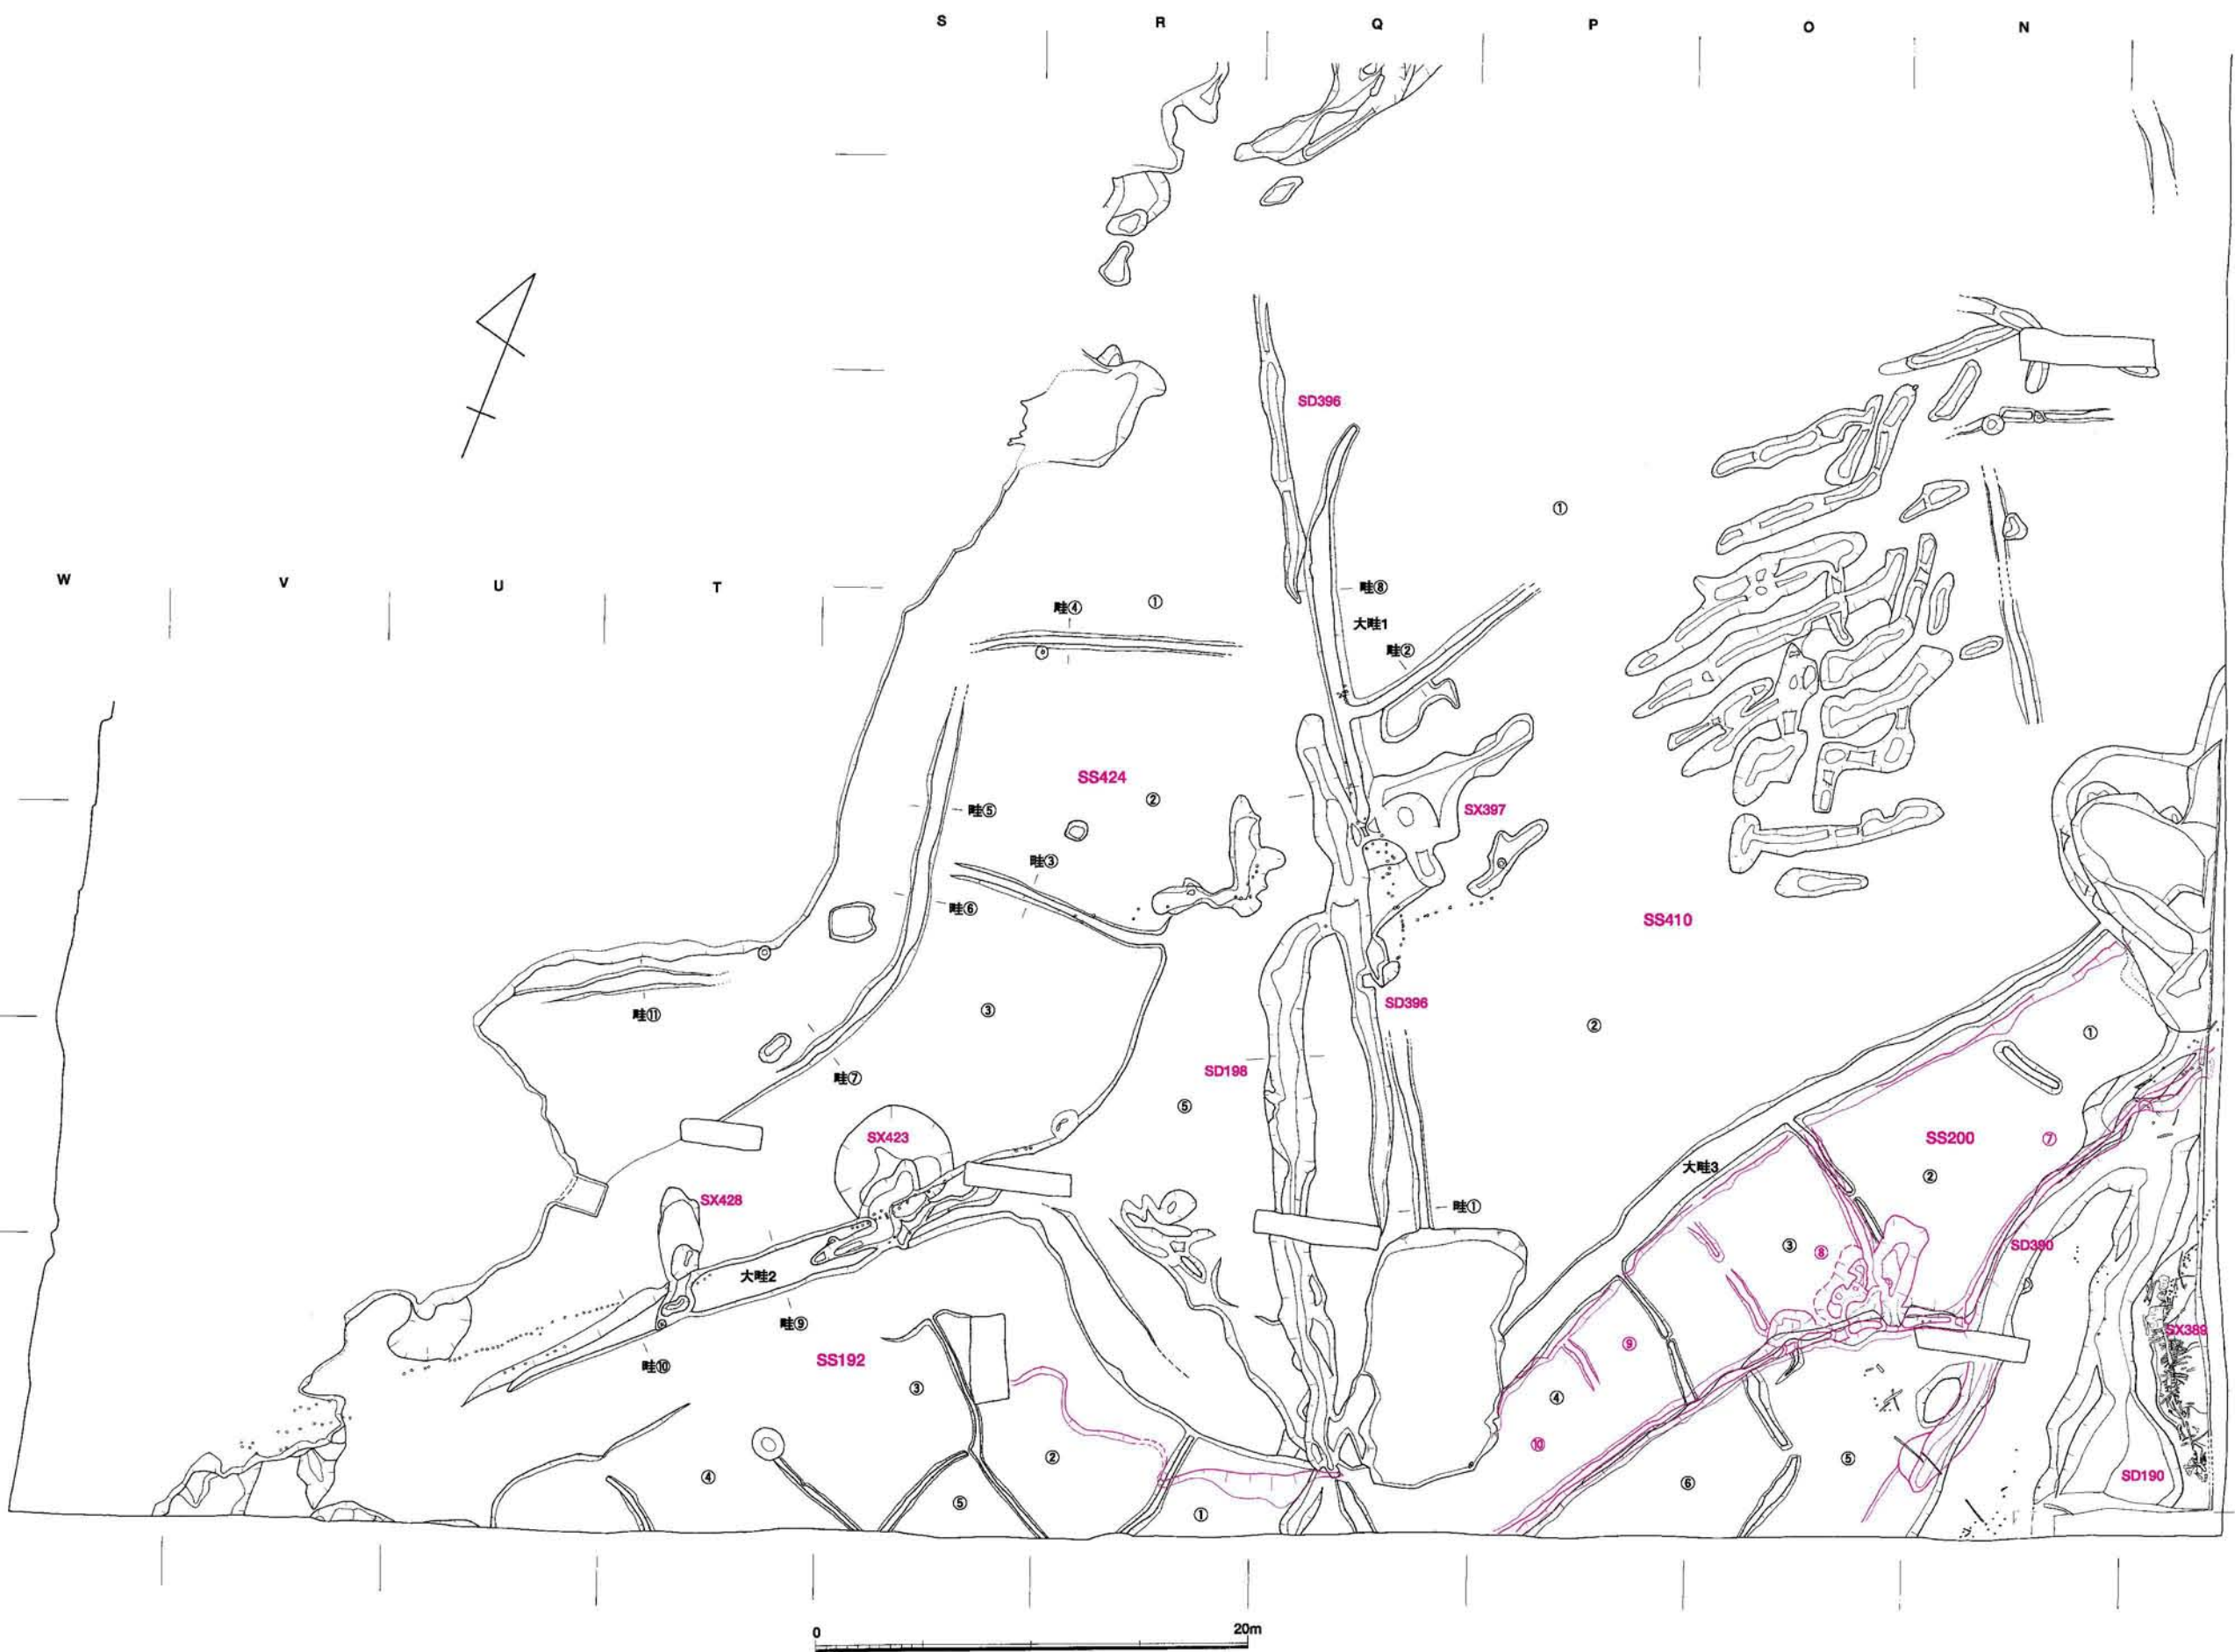 S R Q P O N
SD396
①
W V U T
畦⑧
畦④ ①
大畦1
畦②
SS424
②
畦⑤
SX397
畦③
畦⑥
SS410
SD396
③
畦⑪
②
①
SD198
畦⑦
⑤
SX423
SS200 ⑦
大畦3
②
SX428
畦①
③ ⑧
SD390
大畦2
畦⑨
SX389
⑨
SS192
畦⑩
③
④
⑩
②
⑤
④
SD190
⑥
⑤
①
0 20m